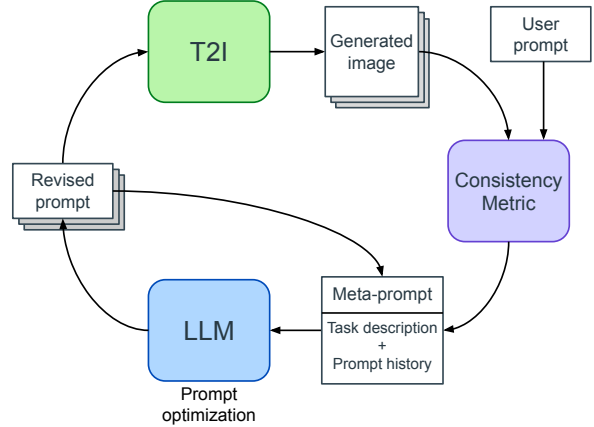 T2I
Generated
image
User
prompt
Revised
prompt
Consistency
Metric
LLM
Meta-prompt
Task description
+
Prompt history
Prompt
optimization